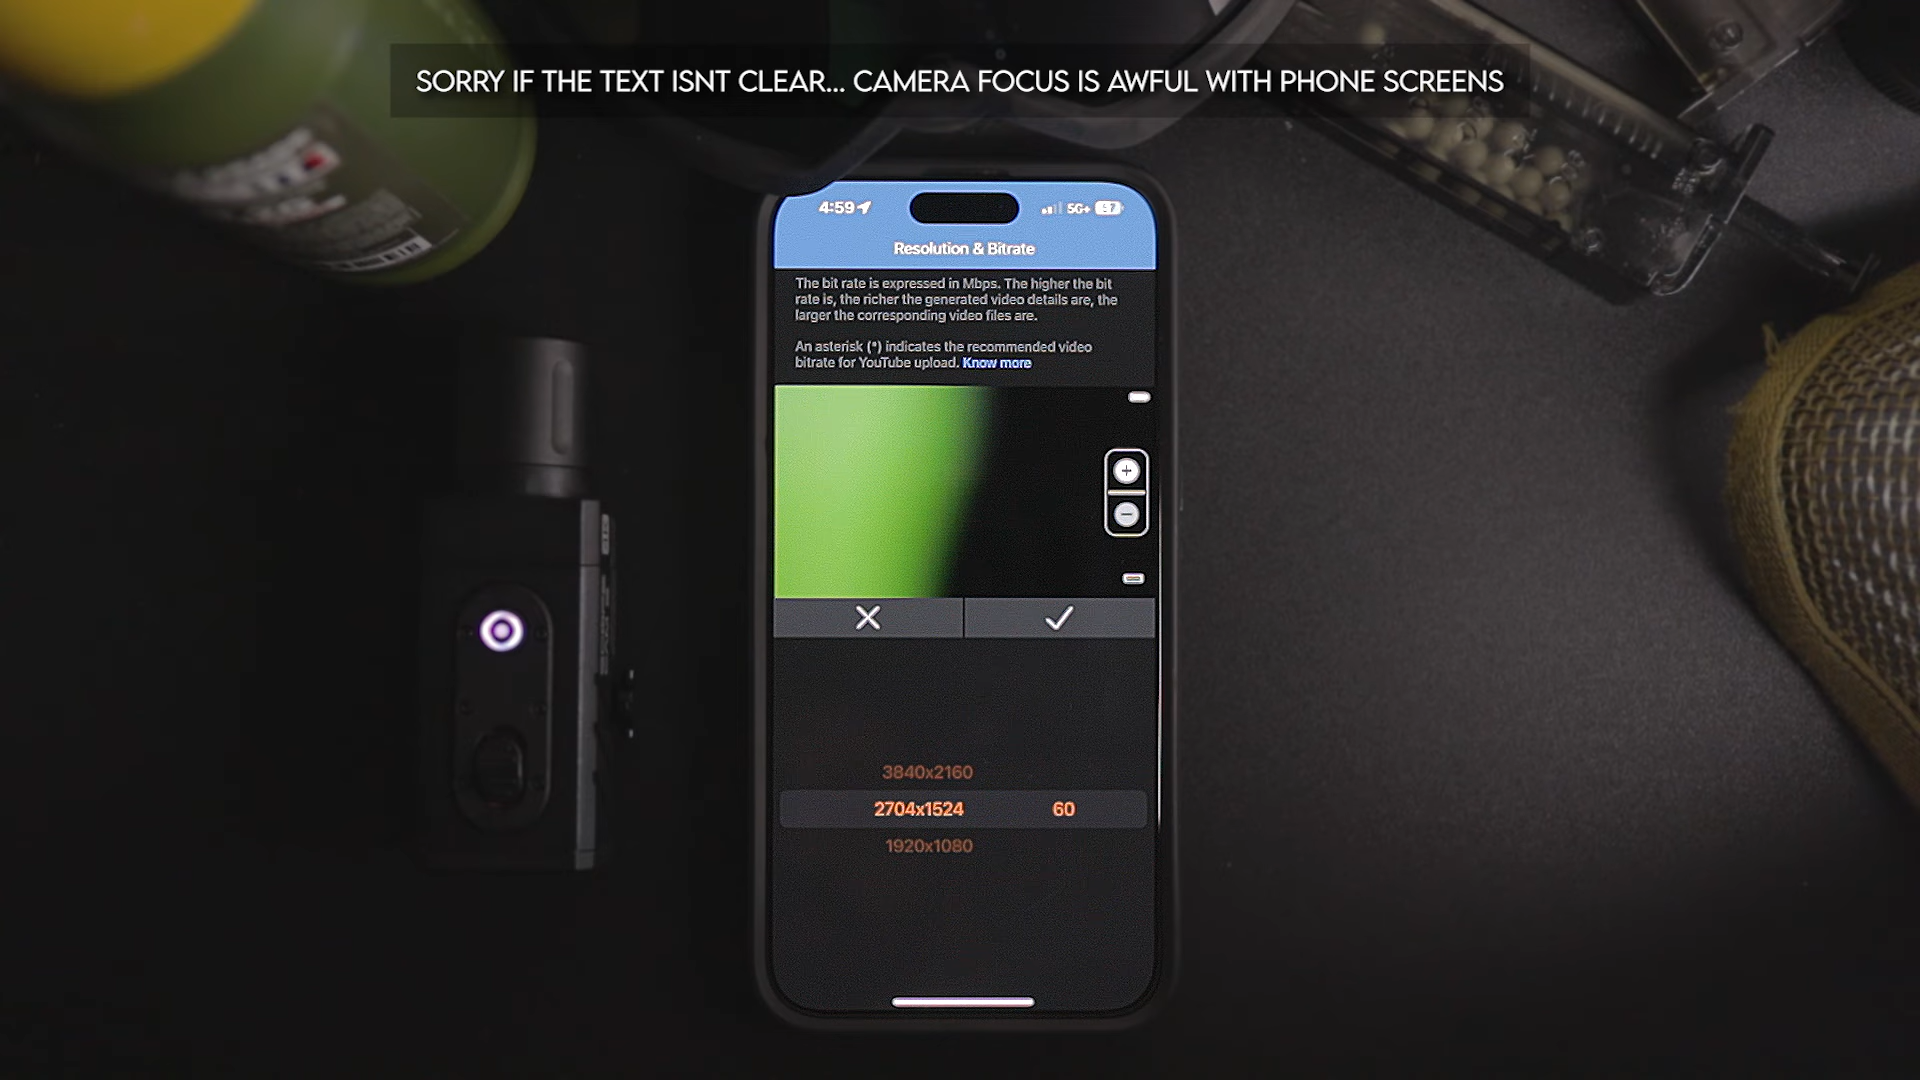 SORRY IF THE TEXT ISNT CLEAR... CAMERA FOCUS IS AWFUL WITH PHONE SCREENS
4:59
5G+
Resolution & Bitrate
The bit rate is expressed in Mbps. The higher the bit
rate is, the richer the generated video details are, the
larger the corresponding video files are.
An asterisk (*) indicates the recommended video
bitrate for YouTube upload. Know more
3840x2160
2704x1524 60
1920x1080